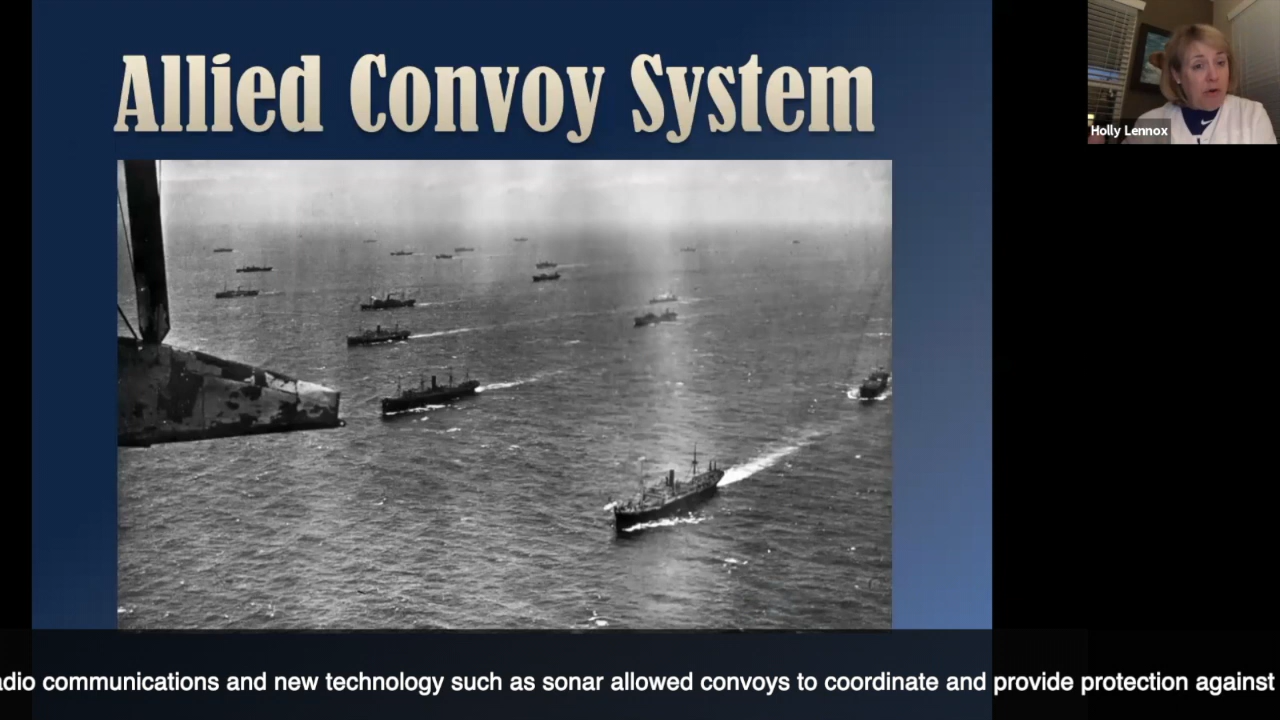 Allied Convoy System
Holly Lennox
communications and new technology such as sonar allowed convoys to coordinate and provide protection against